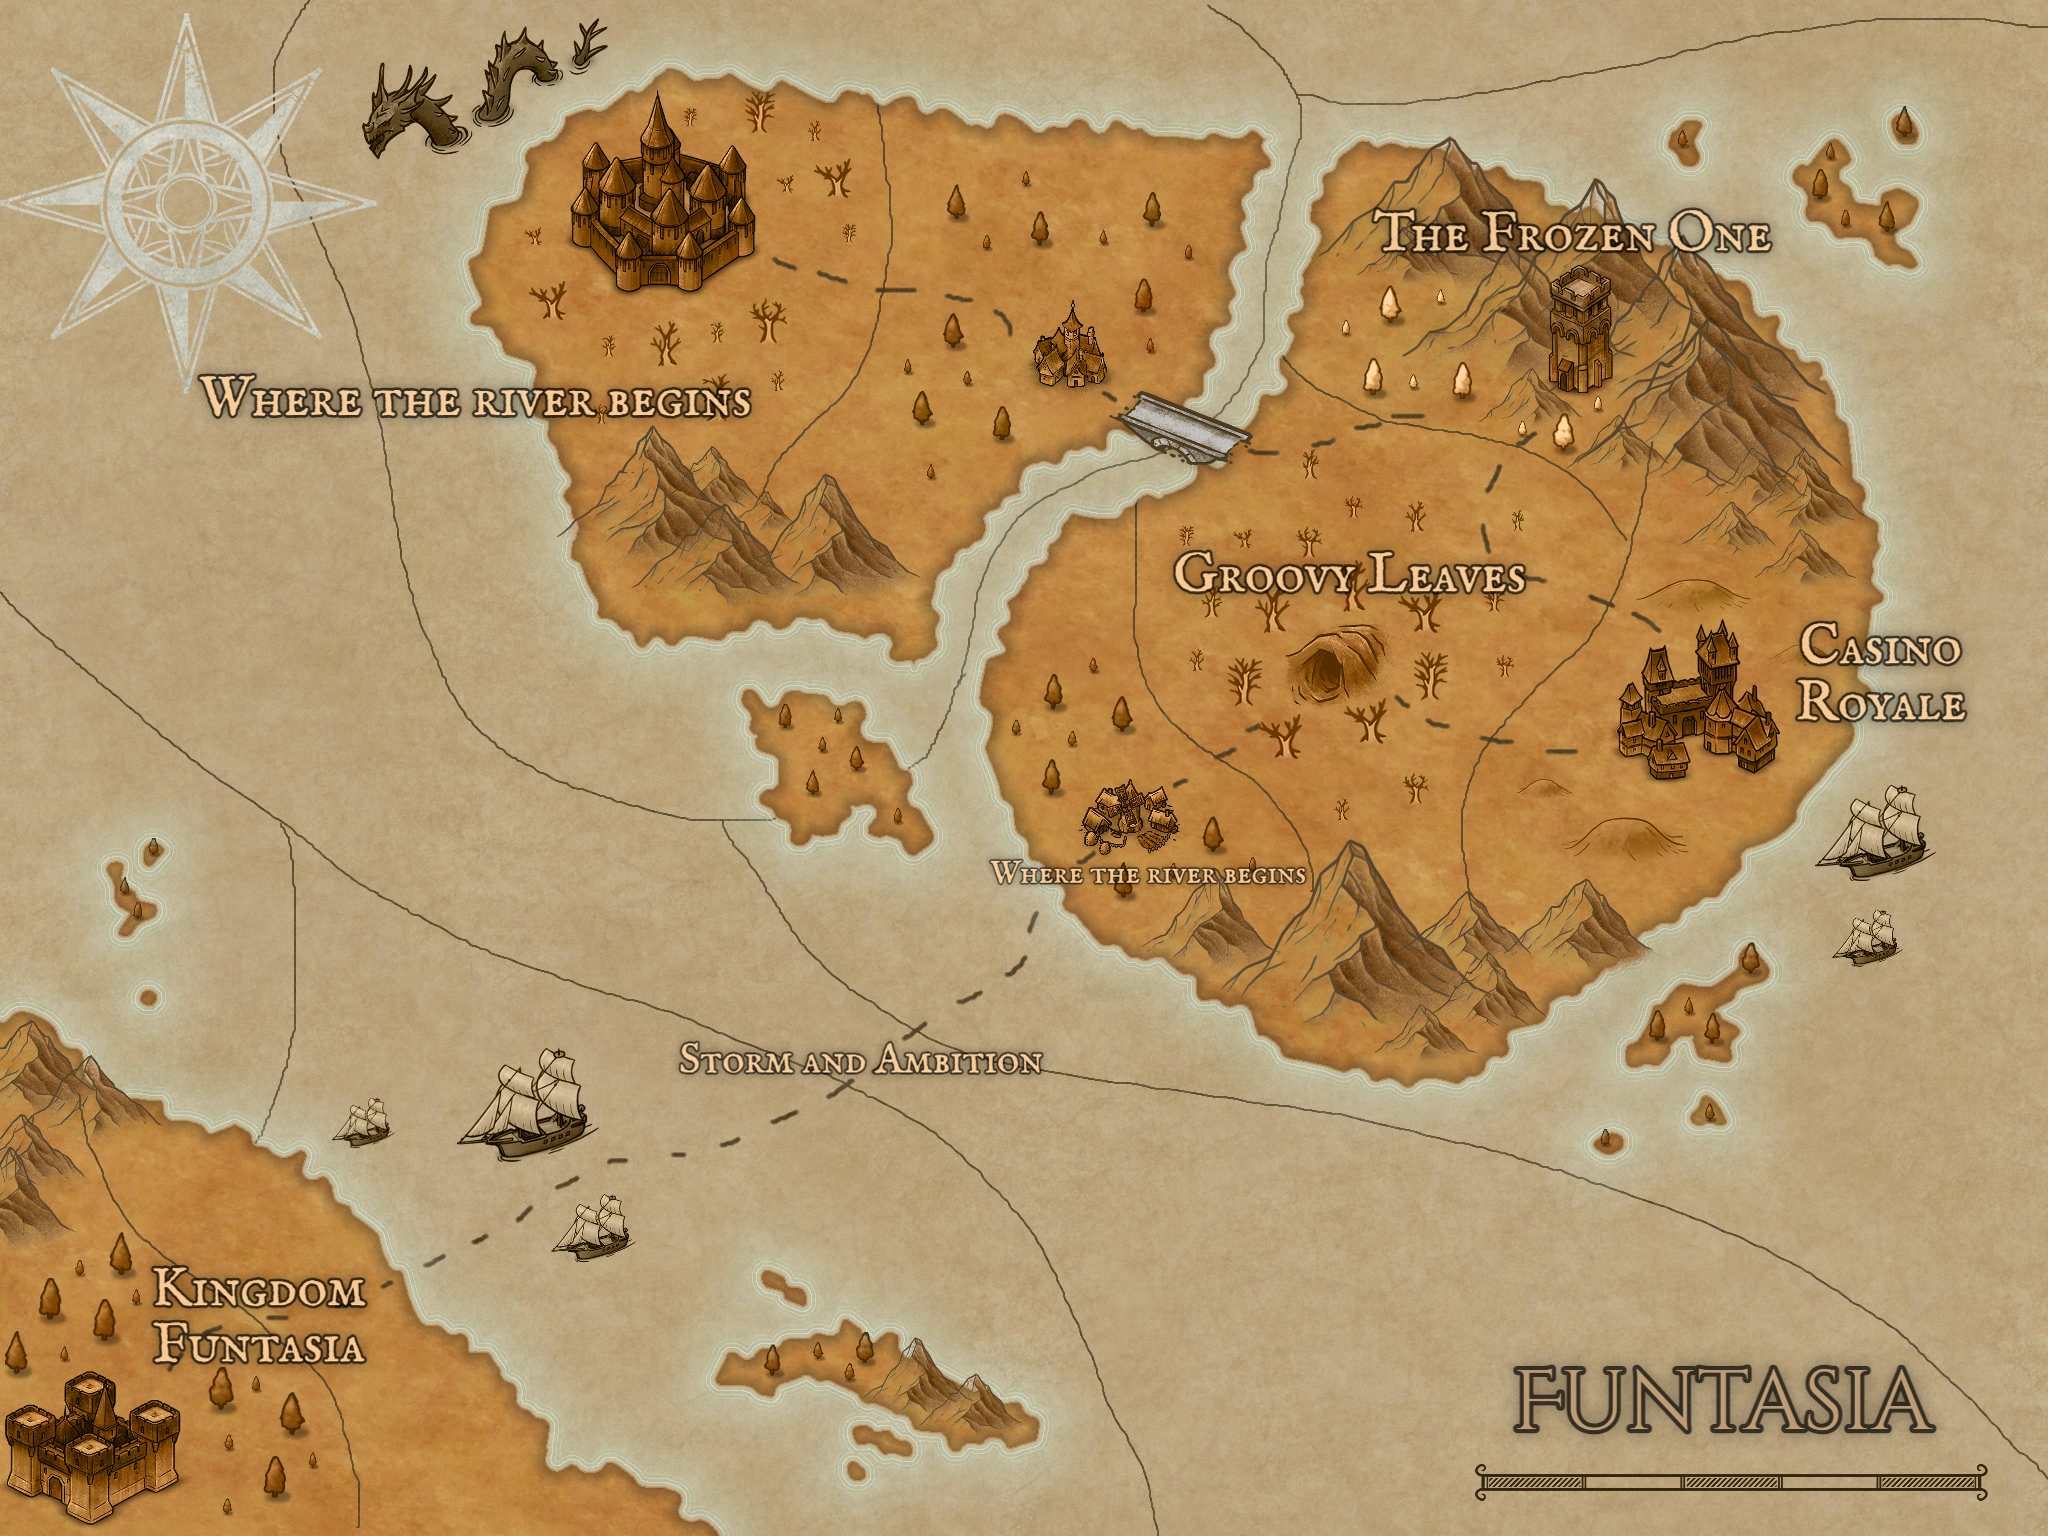 The Frozen One
Where the river begins
Groovy Leaves
Casino
Royale
Where the river begins
Storm and Ambition
Kingdom
Funtasia
FUNTASIA